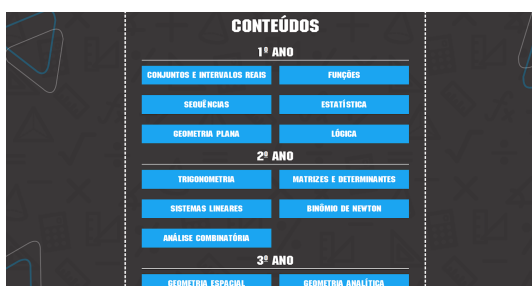 CONTEÚDOS
1º ANO
CONJUNTOS E INTERVALOS REAIS
FUNÇÕES
SEQUÊNCIAS
ESTATÍSTICA
GEOMETRIA PLANA
LÓGICA
2º ANO
TRIGONOMETRIA
MATRIZES E DETERMINANTES
SISTEMAS LINEARES
BINÔMIO DE NEWTON
ANÁLISE COMBINATÓRIA
3º ANO
GEOMETRIA ESPACIAL
GEOMETRIA ANALÍTICA